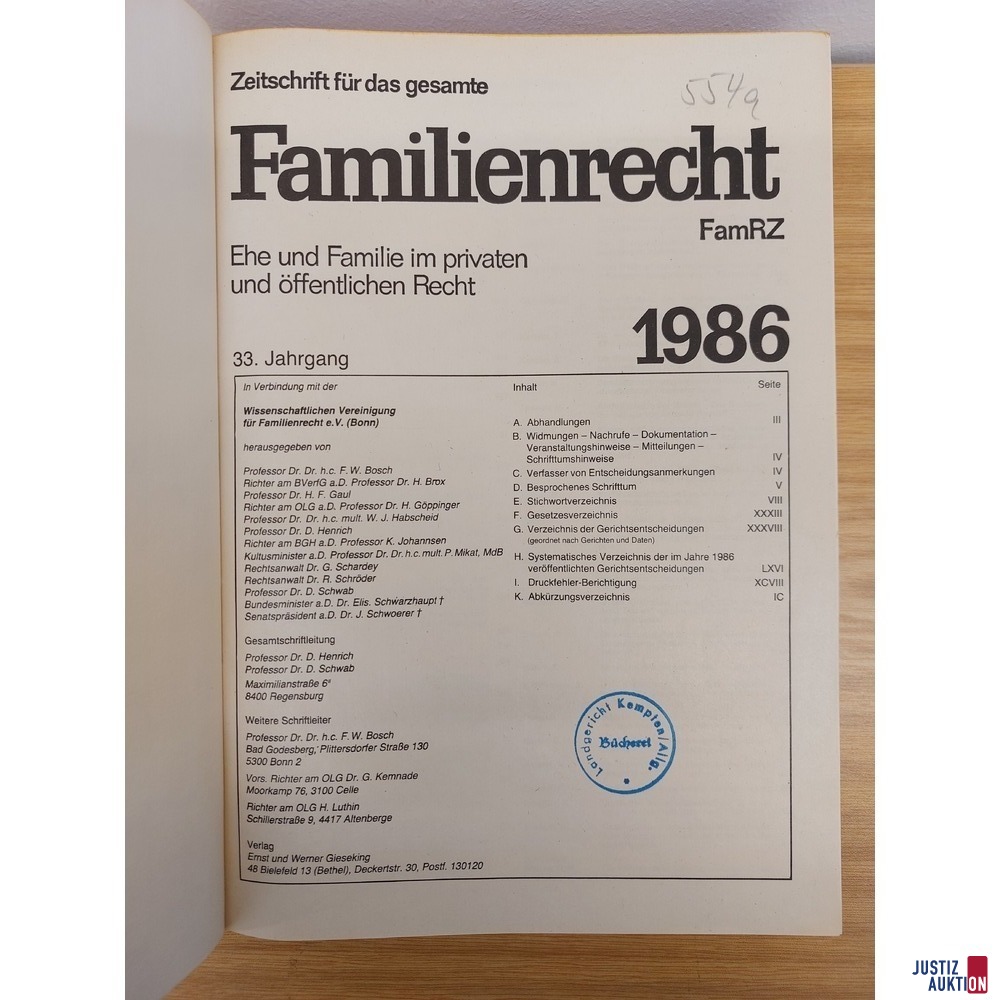 Zeitschrift für das gesamte
554a
Familienrecht
FamRZ
Ehe und Familie im privaten
und öffentlichen Recht
1986
33. Jahrgang
In Verbindung mit der
Wissenschaftlichen Vereinigung
für Familienrecht e.V. (Bonn)
herausgegeben von
Professor Dr. Dr. h.c. F. W. Bosch
Richter am BVerfG a.D. Professor Dr. H. Brox
Professor Dr. H. F. Gaul
Richter am OLG a.D. Professor Dr. H. Göppinger
Professor Dr. Dr. h.c. mult. W. J. Habscheid
Professor Dr. D. Henrich
Richter am BGH a.D. Professor K. Johannsen
Kultusminister a.D. Professor Dr. Dr. h.c. mult. P. Mikat, MdB
Rechtsanwalt Dr. G. Schardey
Rechtsanwalt Dr. R. Schröder
Professor Dr. D. Schwab
Bundesminister a.D. Dr. Elis. Schwarzhaupt †
Senatspräsident a.D. Dr. J. Schwoerer †
Gesamtschriftleitung
Professor Dr. D. Henrich
Professor Dr. D. Schwab
Maximilianstraße 6ᵃ
8400 Regensburg
Weitere Schriftleiter
Professor Dr. Dr. h.c. F. W. Bosch
Bad Godesberg, Plittersdorfer Straße 130
5300 Bonn 2
Vors. Richter am OLG Dr. G. Kemnade
Moorkamp 76, 3100 Celle
Richter am OLG H. Luthin
Schillerstraße 9, 4417 Altenberge
Verlag
Ernst und Werner Gieseking
48 Bielefeld 13 (Bethel), Deckertstr. 30, Postf. 130120
Inhalt Seite
A. Abhandlungen III
B. Widmungen – Nachrufe – Dokumentation –
Veranstaltungshinweise – Mitteilungen –
Schrifttumshinweise IV
C. Verfasser von Entscheidungsanmerkungen IV
D. Besprochenes Schrifttum V
E. Stichwortverzeichnis VIII
F. Gesetzesverzeichnis XXXIII
G. Verzeichnis der Gerichtsentscheidungen XXXVIII
(geordnet nach Gerichten und Daten)
H. Systematisches Verzeichnis der im Jahre 1986
veröffentlichten Gerichtsentscheidungen LXVI
I. Druckfehler-Berichtigung XCVIII
K. Abkürzungsverzeichnis IC
Landgericht Kempten/Allg.
Bücherei
JUSTIZ
AUKTION